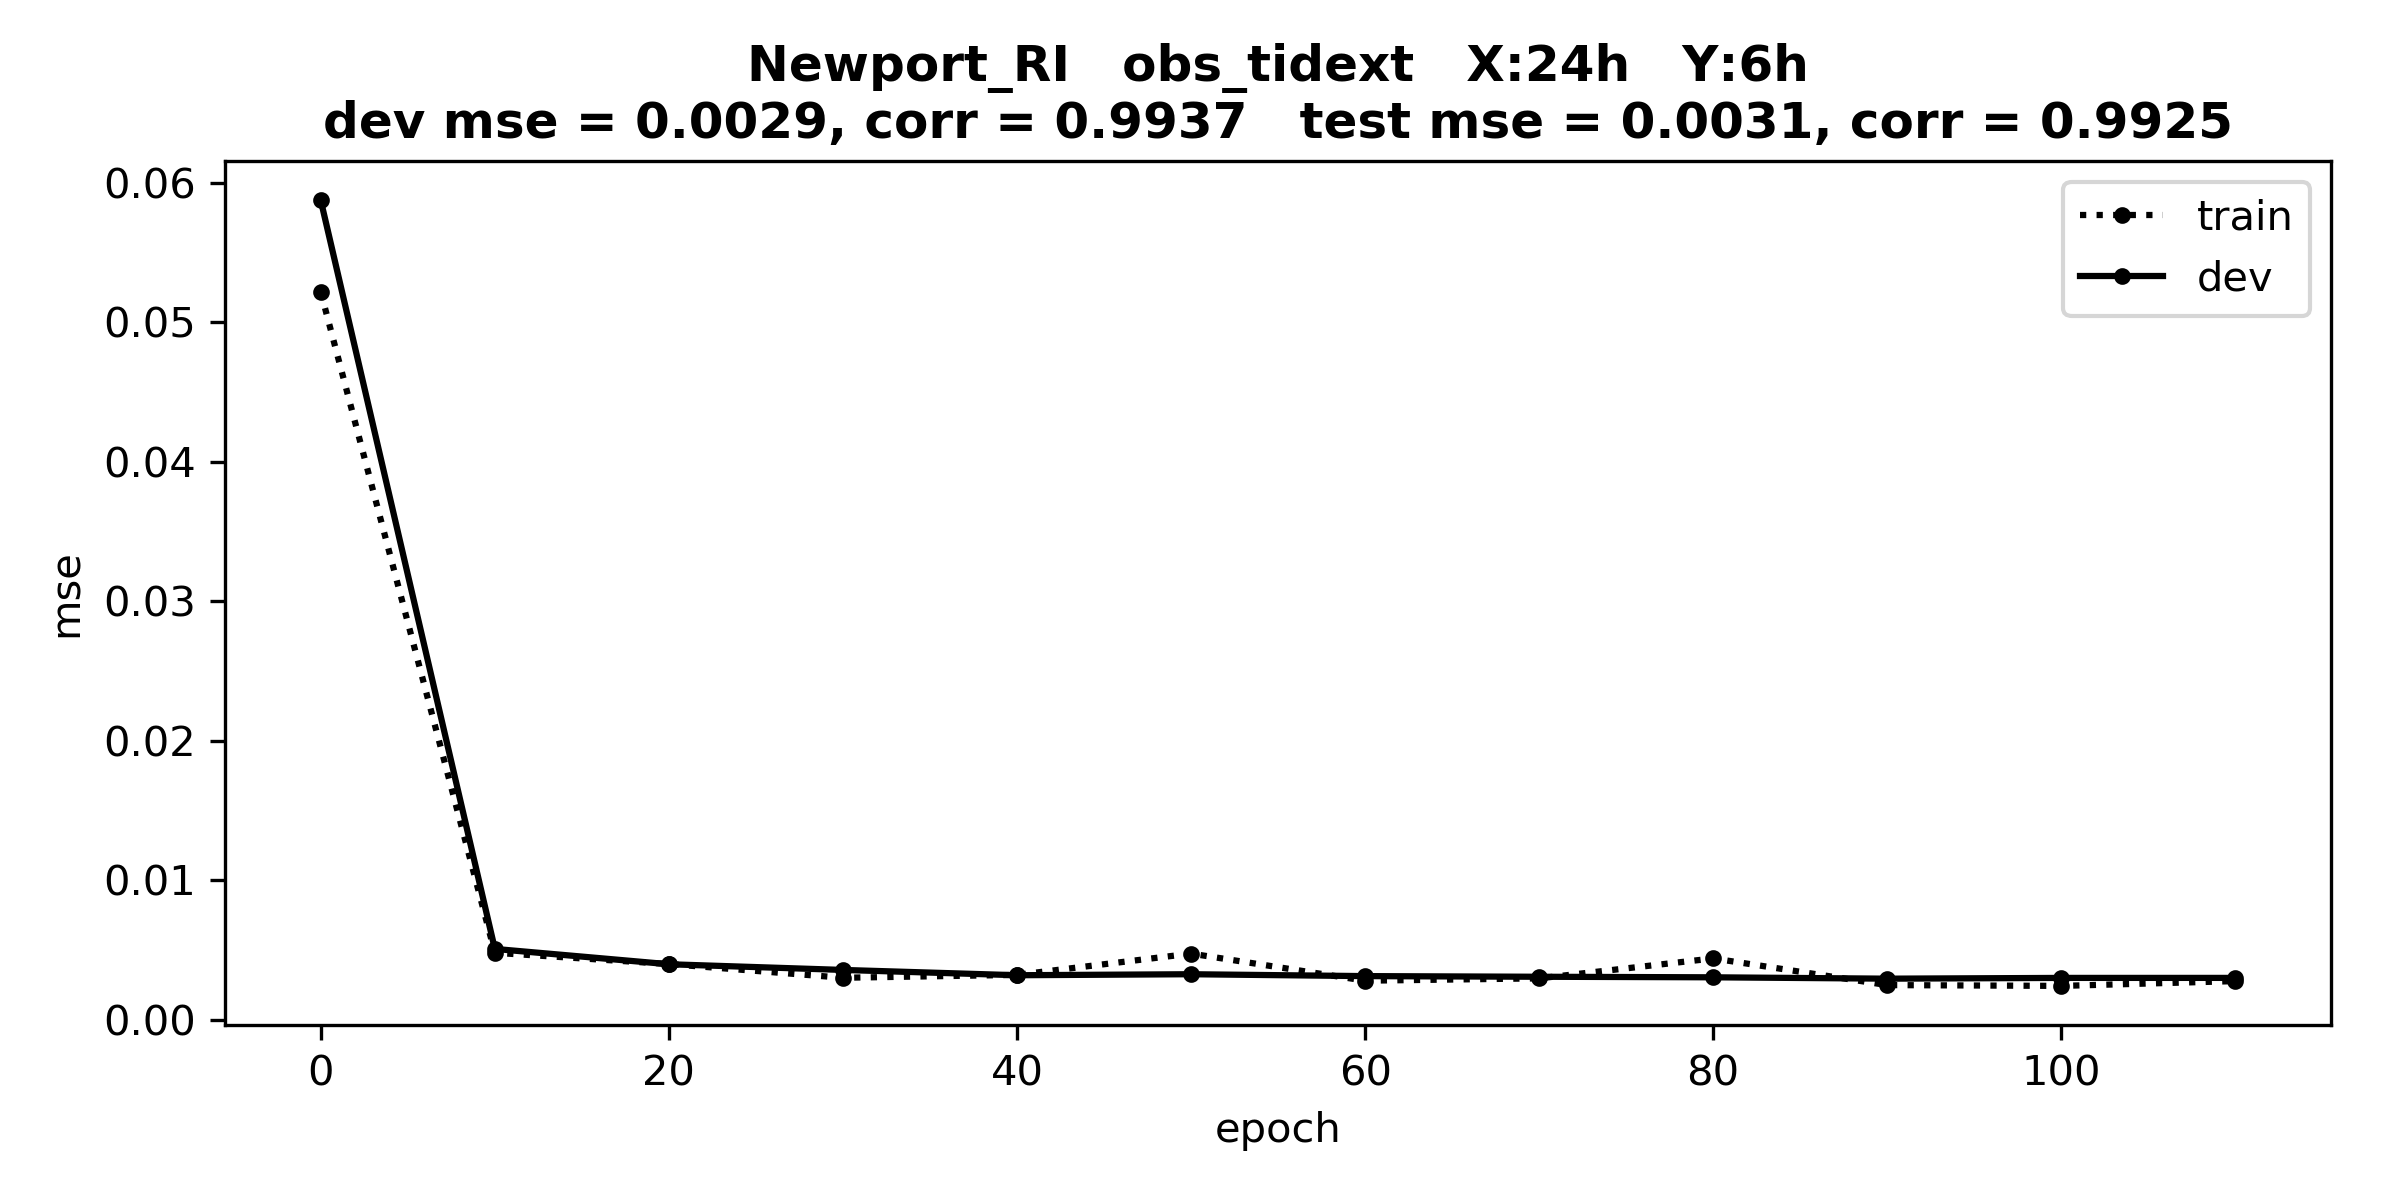 Newport_RI obs_tidext X:24h Y:6h
dev mse = 0.0029, corr = 0.9937 test mse = 0.0031, corr = 0.9925
train
dev
mse
0.06
0.05
0.04
0.03
0.02
0.01
0.00
0 20 40 60 80 100
epoch